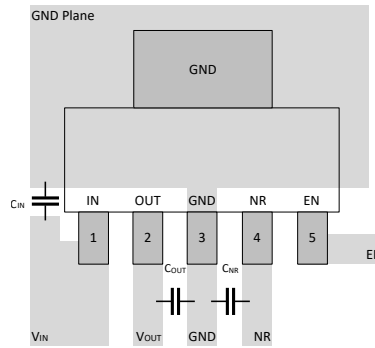 GND Plane
GND
IN OUT GND NR EN
CIN
1 2 3 4 5
EN
COUT CNR
VIN VOUT GND NR